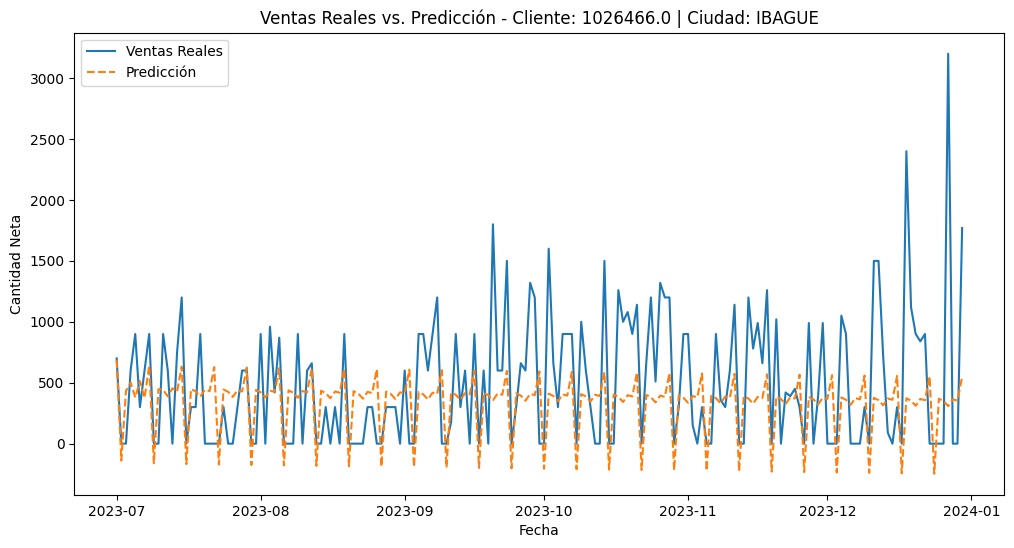 Ventas Reales vs. Predicción - Cliente: 1026466.0 | Ciudad: IBAGUE
Ventas Reales
Predicción
Cantidad Neta
3000
2500
2000
1500
1000
500
0
2023-07 2023-08 2023-09 2023-10 2023-11 2023-12 2024-01
Fecha